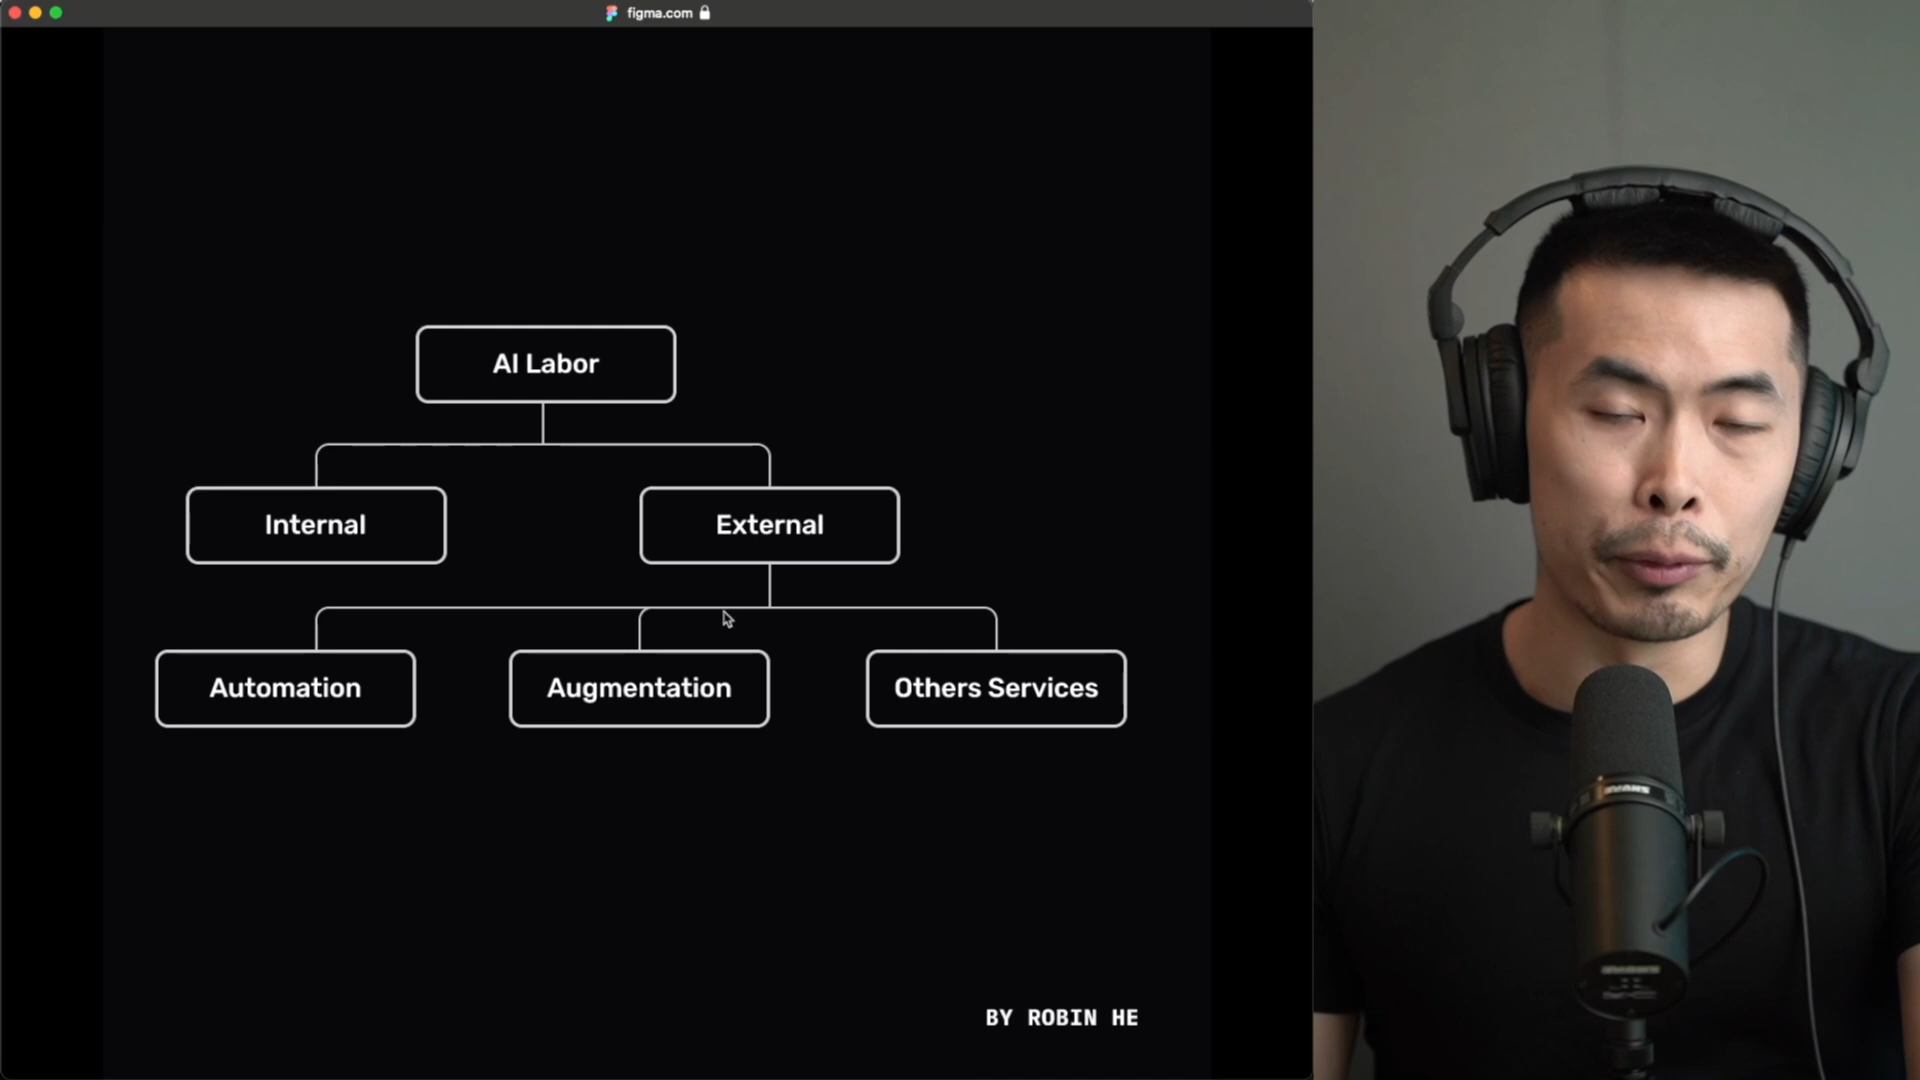 figma.com
AI Labor
Internal
External
Automation
Augmentation
Others Services
BY ROBIN HE